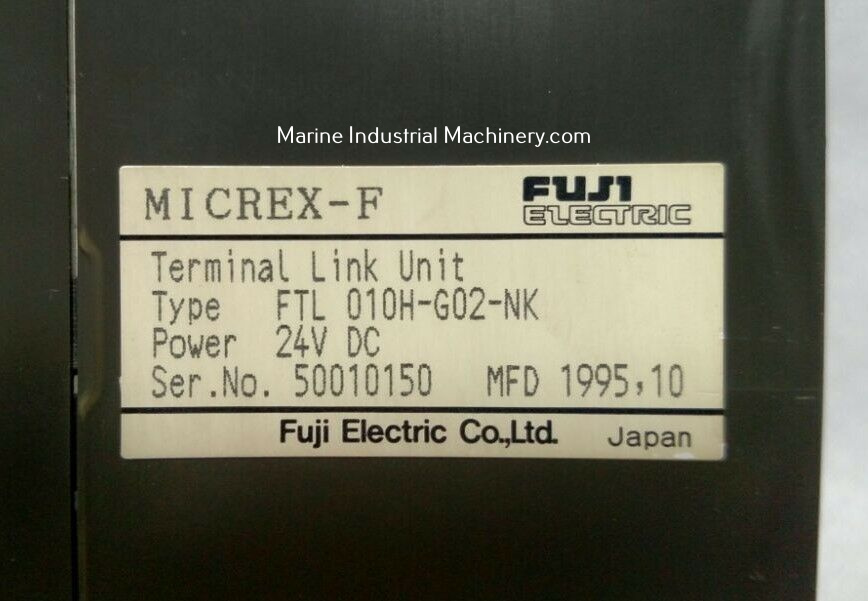 Marine Industrial Machinery.com
MICREX-F
FUJI
ELECTRIC
Terminal Link Unit
Type FTL 010H-G02-NK
Power 24V DC
Ser.No. 50010150 MFD 1995,10
Fuji Electric Co.,Ltd. Japan